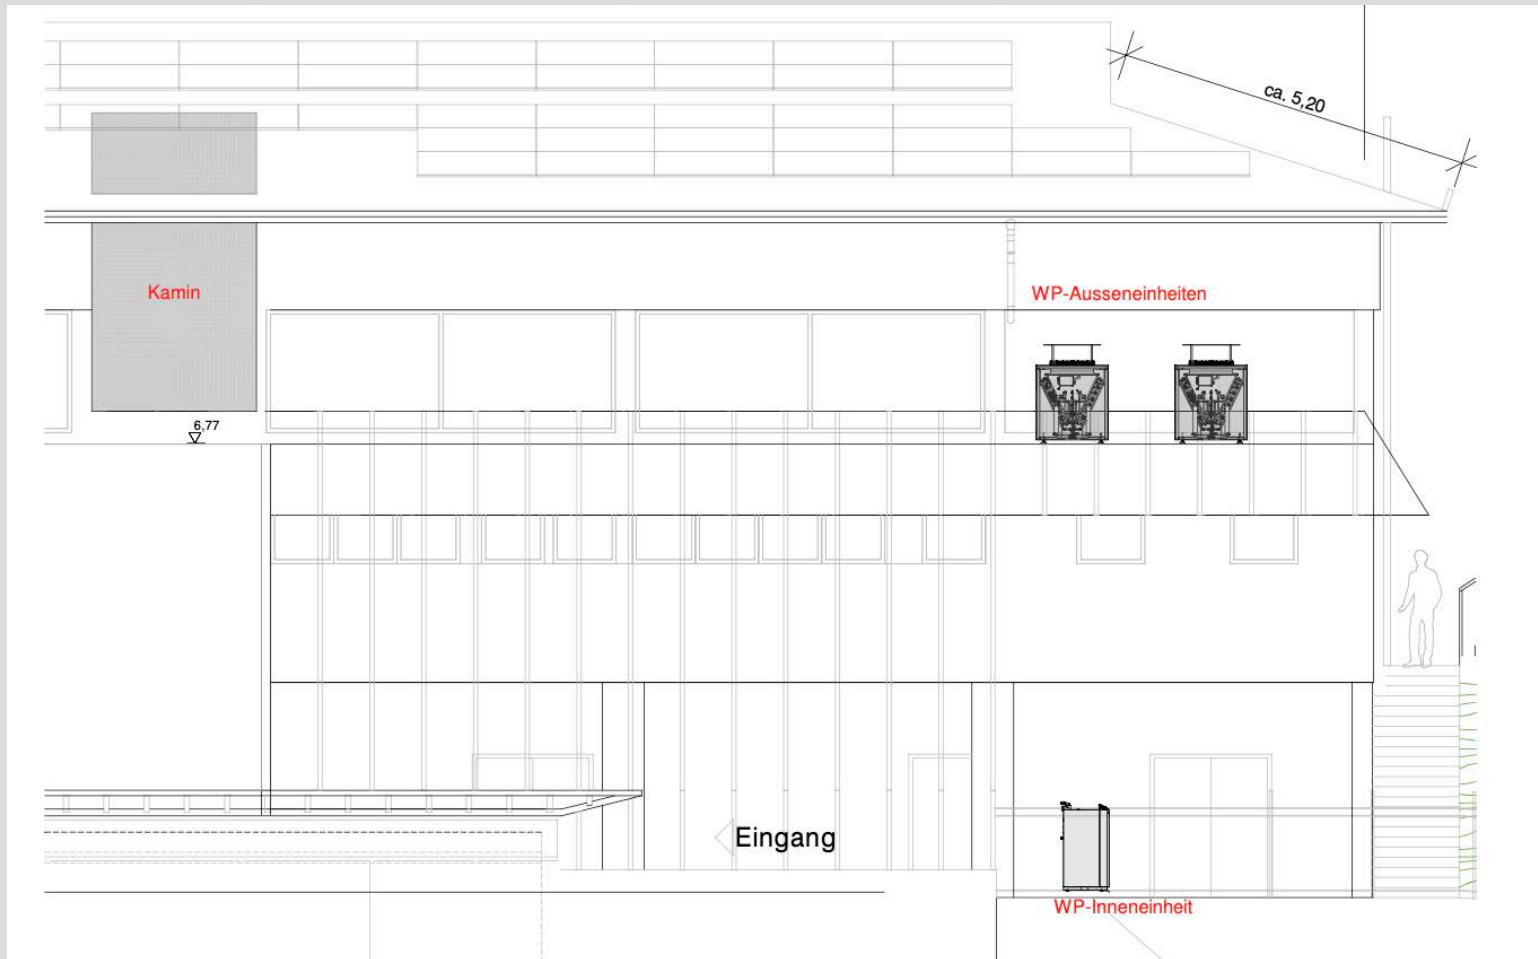 ca. 5,20
Kamin
WP-Ausseneinheiten
6,77
Eingang
WP-Inneneinheit